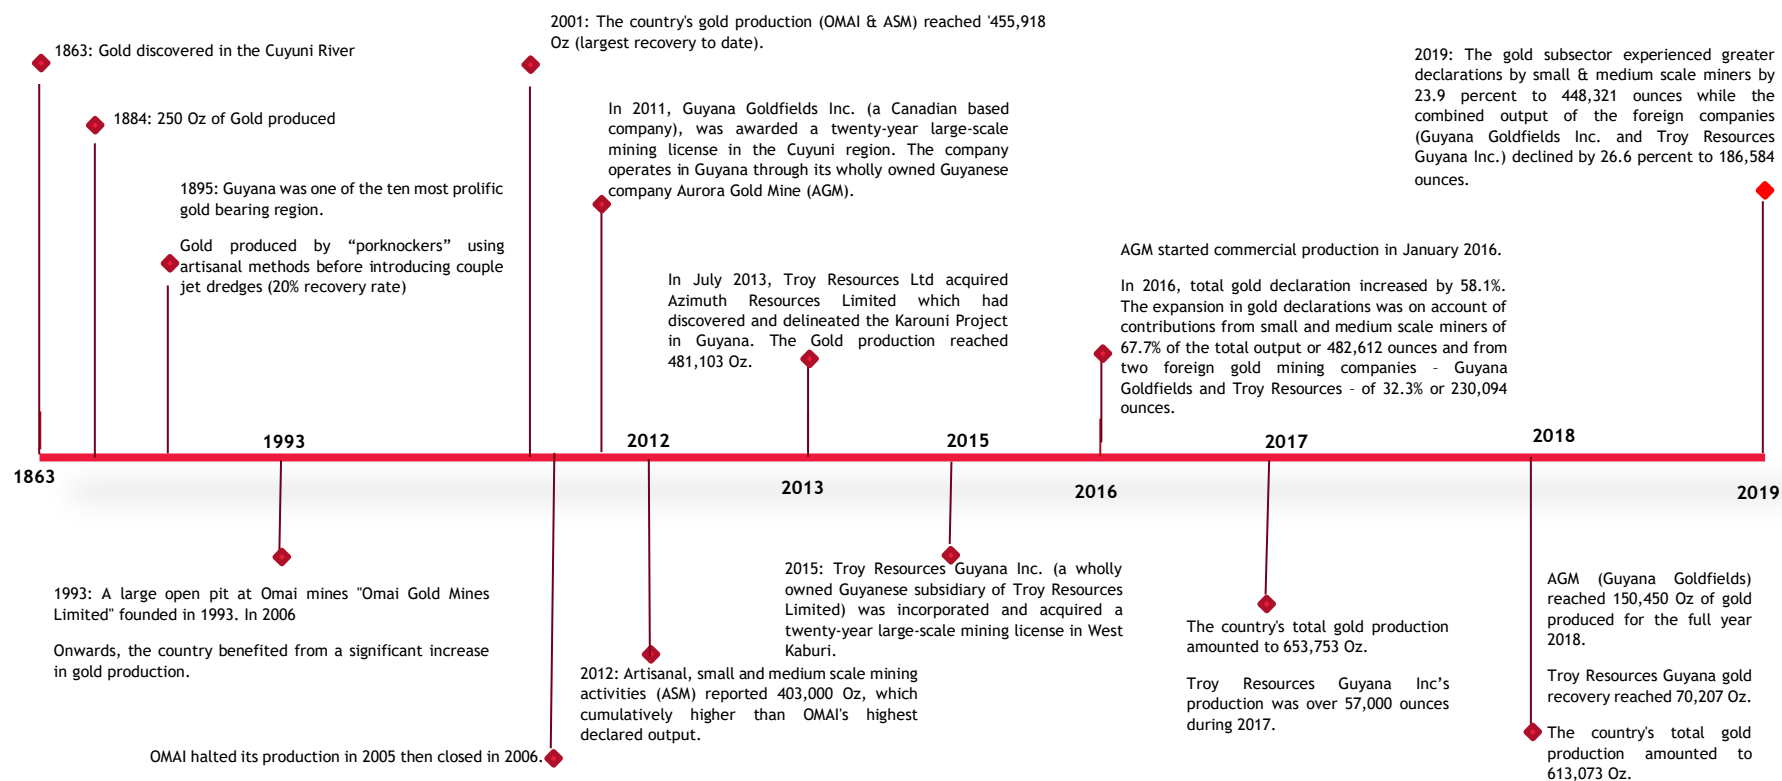 1863: Gold discovered in the Cuyuni River
1884: 250 Oz of Gold produced
1895: Guyana was one of the ten most prolific
gold bearing region.
Gold produced by “porknockers” using
artisanal methods before introducing couple
jet dredges (20% recovery rate)
2001: The country's gold production (OMAI & ASM) reached '455,918
Oz (largest recovery to date).
In 2011, Guyana Goldfields Inc. (a Canadian based
company), was awarded a twenty-year large-scale
mining license in the Cuyuni region. The company
operates in Guyana through its wholly owned Guyanese
company Aurora Gold Mine (AGM).
In July 2013, Troy Resources Ltd acquired
Azimuth Resources Limited which had
discovered and delineated the Karouni Project
in Guyana. The Gold production reached
481,103 Oz.
AGM started commercial production in January 2016.
In 2016, total gold declaration increased by 58.1%.
The expansion in gold declarations was on account of
contributions from small and medium scale miners of
67.7% of the total output or 482,612 ounces and from
two foreign gold mining companies - Guyana
Goldfields and Troy Resources - of 32.3% or 230,094
ounces.
2019: The gold subsector experienced greater
declarations by small & medium scale miners by
23.9 percent to 448,321 ounces while the
combined output of the foreign companies
(Guyana Goldfields Inc. and Troy Resources
Guyana Inc.) declined by 26.6 percent to 186,584
ounces.
1863
1993
2012
2013
2015
2016
2017
2018
2019
1993: A large open pit at Omai mines "Omai Gold Mines
Limited" founded in 1993. In 2006
Onwards, the country benefited from a significant increase
in gold production.
OMAI halted its production in 2005 then closed in 2006.
2012: Artisanal, small and medium scale mining
activities (ASM) reported 403,000 Oz, which
cumulatively higher than OMAI's highest
declared output.
2015: Troy Resources Guyana Inc. (a wholly
owned Guyanese subsidiary of Troy Resources
Limited) was incorporated and acquired a
twenty-year large-scale mining license in West
Kaburi.
The country's total gold production
amounted to 653,753 Oz.
Troy Resources Guyana Inc’s
production was over 57,000 ounces
during 2017.
AGM (Guyana Goldfields)
reached 150,450 Oz of gold
produced for the full year
2018.
Troy Resources Guyana gold
recovery reached 70,207 Oz.
The country's total gold
production amounted to
613,073 Oz.